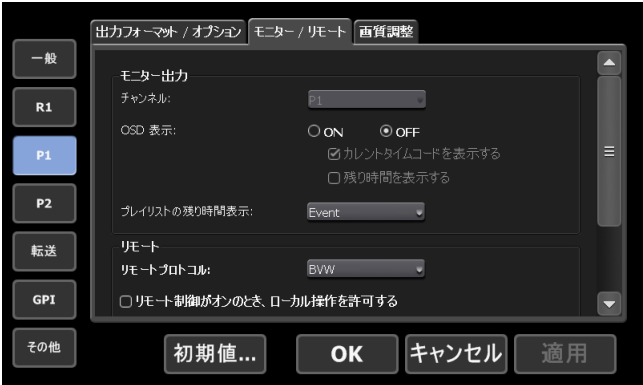 出力フォーマット / オプション
モニター / リモート
画質調整
一般
R1
P1
P2
転送
GPI
その他
モニター出力
チャンネル:
P1
OSD 表示:
ON
OFF
カレントタイムコードを表示する
残り時間を表示する
プレイリストの残り時間表示:
Event
リモート
リモートプロトコル:
BVW
リモート制御がオンのとき、ローカル操作を許可する
初期値...
OK
キャンセル
適用